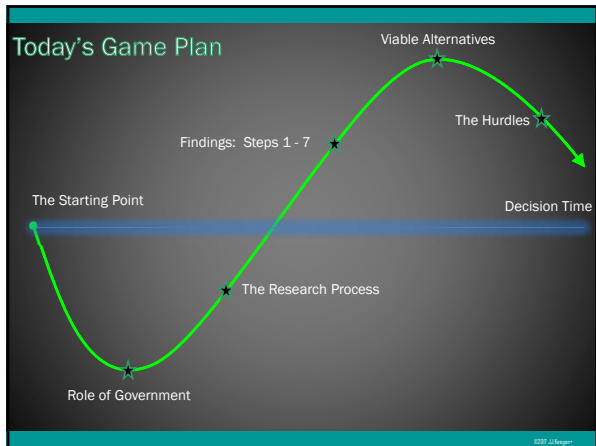 Today's Game Plan
Viable Alternatives
The Hurdles
Findings: Steps 1 - 7
The Starting Point
Decision Time
The Research Process
Role of Government